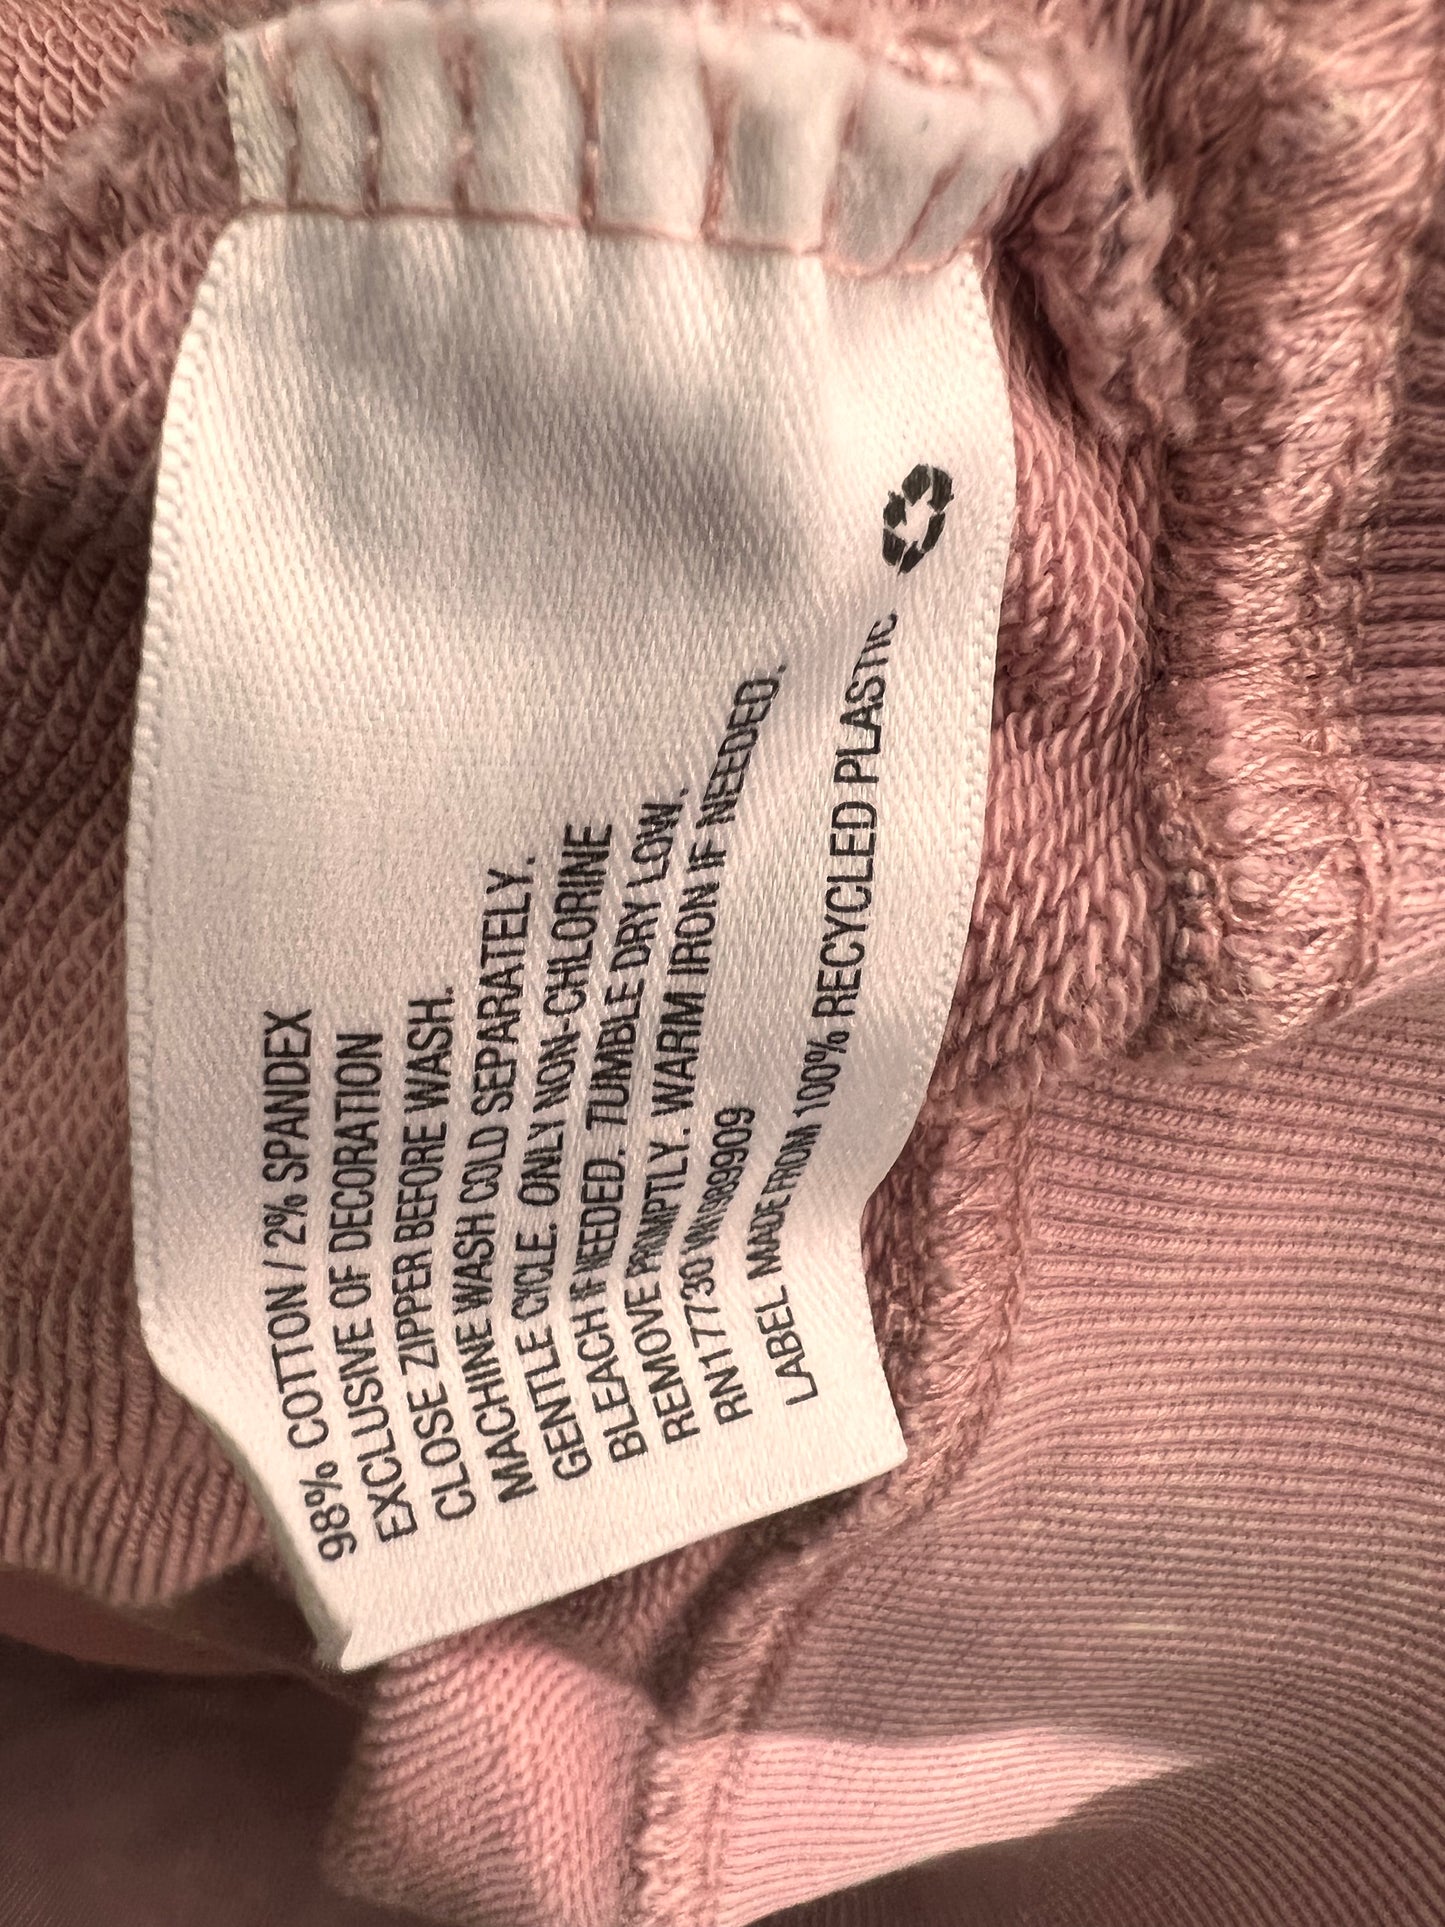 98% COTTON / 2% SPANDEX
EXCLUSIVE OF DECORATION
CLOSE ZIPPER BEFORE WASH.
MACHINE WASH COLD SEPARATELY.
GENTLE CYCLE. ONLY NON-CHLORINE
BLEACH IF NEEDED. TUMBLE DRY LOW.
REMOVE PROMPTLY. WARM IRON IF NEEDED.
RN17730 VN189909
LABEL MADE FROM 100% RECYCLED PLASTIC